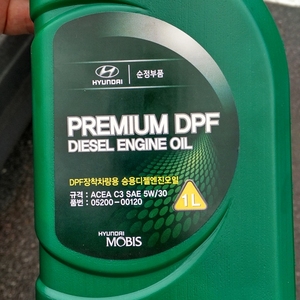 HYUNDAI
순정부품
PREMIUM DPF
DIESEL ENGINE OIL
DPF장착차량용 승용디젤엔진오일
규격 : ACEA C3 SAE 5W/30
품번 : 05200-00120
1L
HYUNDAI
MOBIS